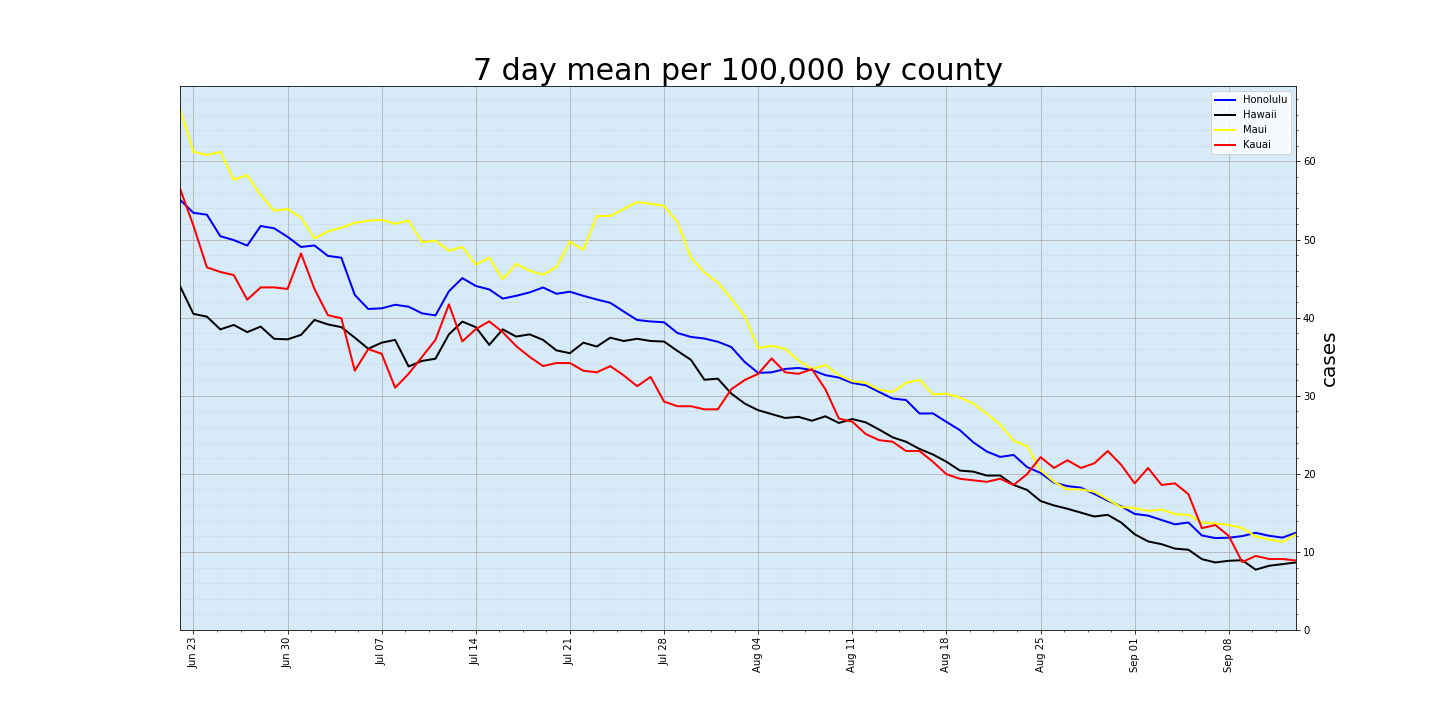 7 day mean per 100,000 by county
Honolulu
Hawaii
Maui
Kauai
60
50
40
30
20
10
0
cases
Jun 23
Jun 30
Jul 07
Jul 14
Jul 21
Jul 28
Aug 04
Aug 11
Aug 18
Aug 25
Sep 01
Sep 08